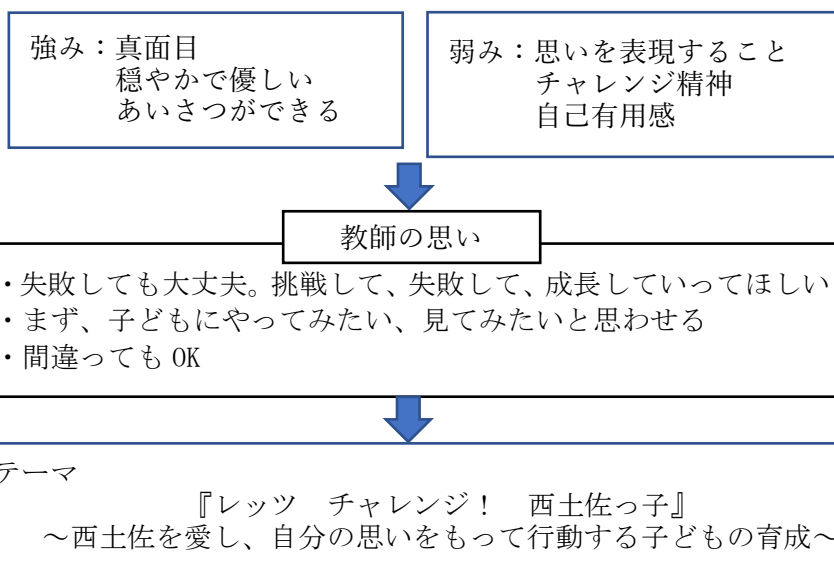 強み：真面目
穏やかで優しい
あいさつができる
弱み：思いを表現すること
チャレンジ精神
自己有用感
教師の思い
・失敗しても大丈夫。挑戦して、失敗して、成長していってほしい
・まず、子どもにやってみたい、見てみたいと思わせる
・間違っても OK
テーマ
『レッツ　チャレンジ！　西土佐っ子』
～西土佐を愛し、自分の思いをもって行動する子どもの育成～